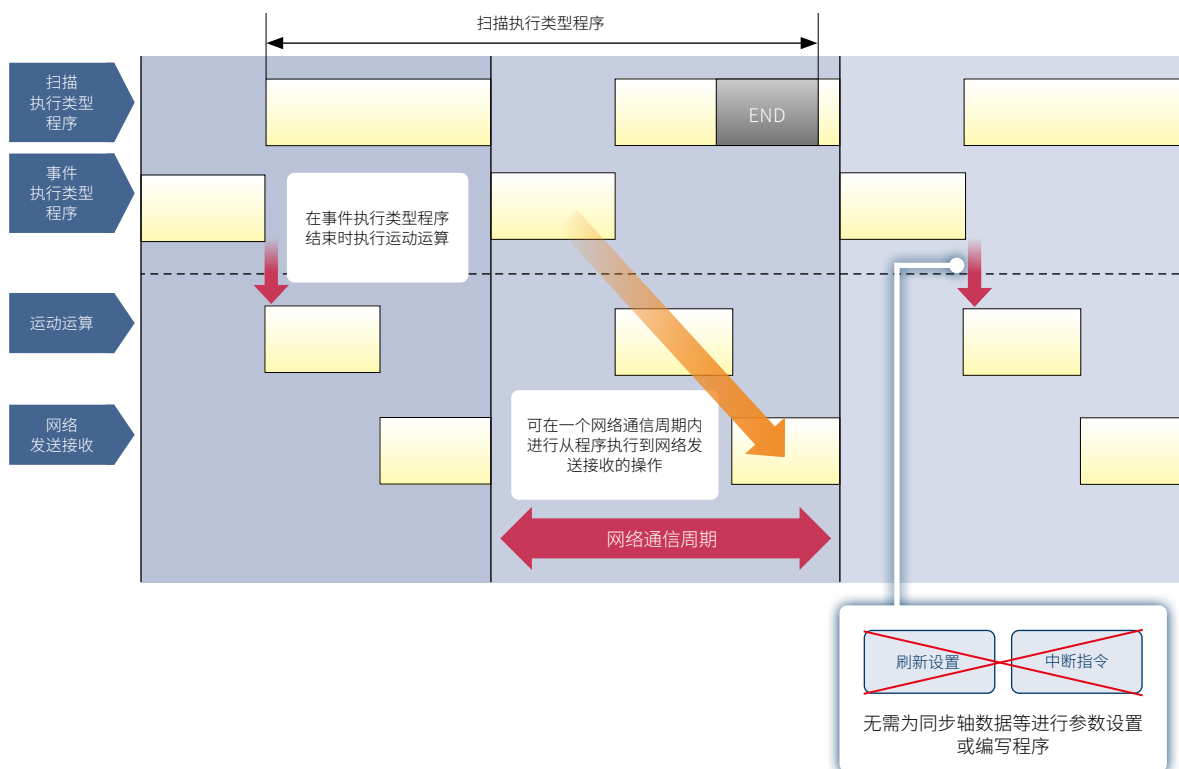 扫描执行类型程序
扫描
执行类型
程序
END
事件
执行类型
程序
在事件执行类型程序
结束时执行运动运算
运动运算
网络
发送接收
可在一个网络通信周期内
进行从程序执行到网络发
送接收的操作
网络通信周期
刷新设置
中断指令
无需为同步轴数据等进行参数设置
或编写程序